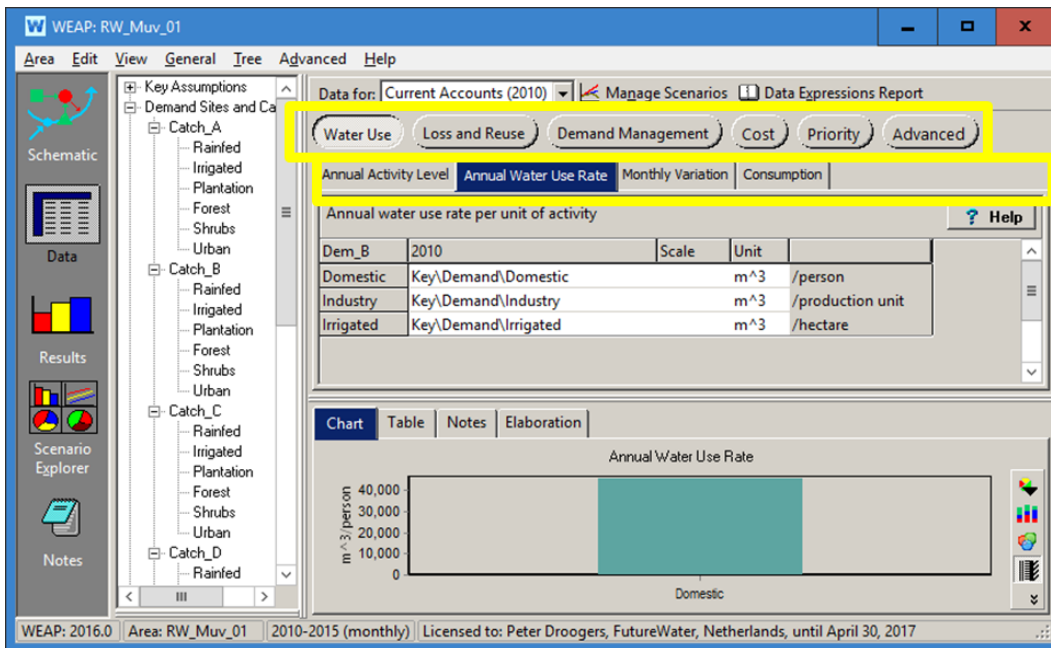 WEAP: RW_Muv_01
Area Edit View General Tree Advanced Help
Schematic
Data
Results
Scenario
Explorer
Notes
Key Assumptions
Demand Sites and Ca
Catch_A
Rainfed
Irrigated
Plantation
Forest
Shrubs
Urban
Catch_B
Rainfed
Irrigated
Plantation
Forest
Shrubs
Urban
Catch_C
Rainfed
Irrigated
Plantation
Forest
Shrubs
Urban
Catch_D
Rainfed
Data for: Current Accounts (2010) Manage Scenarios Data Expressions Report
Water Use Loss and Reuse Demand Management Cost Priority Advanced
Annual Activity Level Annual Water Use Rate Monthly Variation Consumption
Annual water use rate per unit of activity ? Help
Dem_B 2010 Scale Unit
Domestic Key\Demand\Domestic m^3 /person
Industry Key\Demand\Industry m^3 /production unit
Irrigated Key\Demand\Irrigated m^3 /hectare
Chart Table Notes Elaboration
Annual Water Use Rate
m^3/person
40,000
30,000
20,000
10,000
0
Domestic
WEAP: 2016.0 Area: RW_Muv_01 2010-2015 (monthly) Licensed to: Peter Droogers, FutureWater, Netherlands, until April 30, 2017